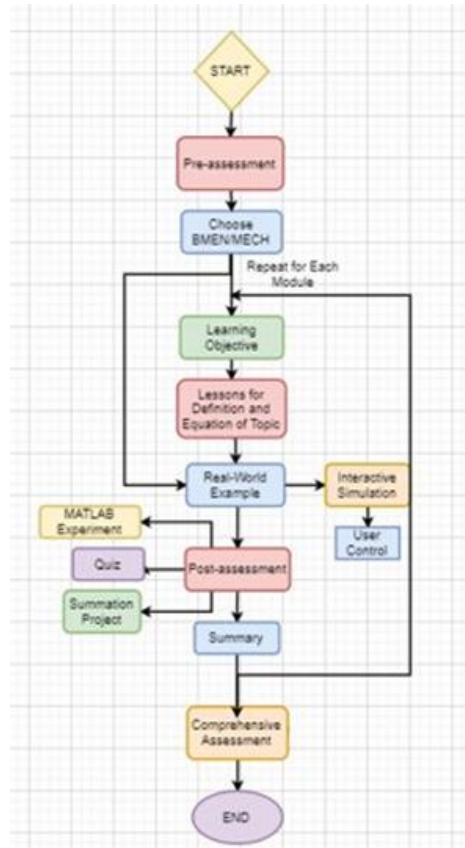 START
Pre-assessment
Choose
BMEN/MECH
Repeat for Each
Module
Learning
Objective
Lessons for
Definition and
Equation of Topic
Real-World
Example
Interactive
Simulation
MATLAB
Experiment
User
Control
Quiz
Post-assessment
Summation
Project
Summary
Comprehensive
Assessment
END